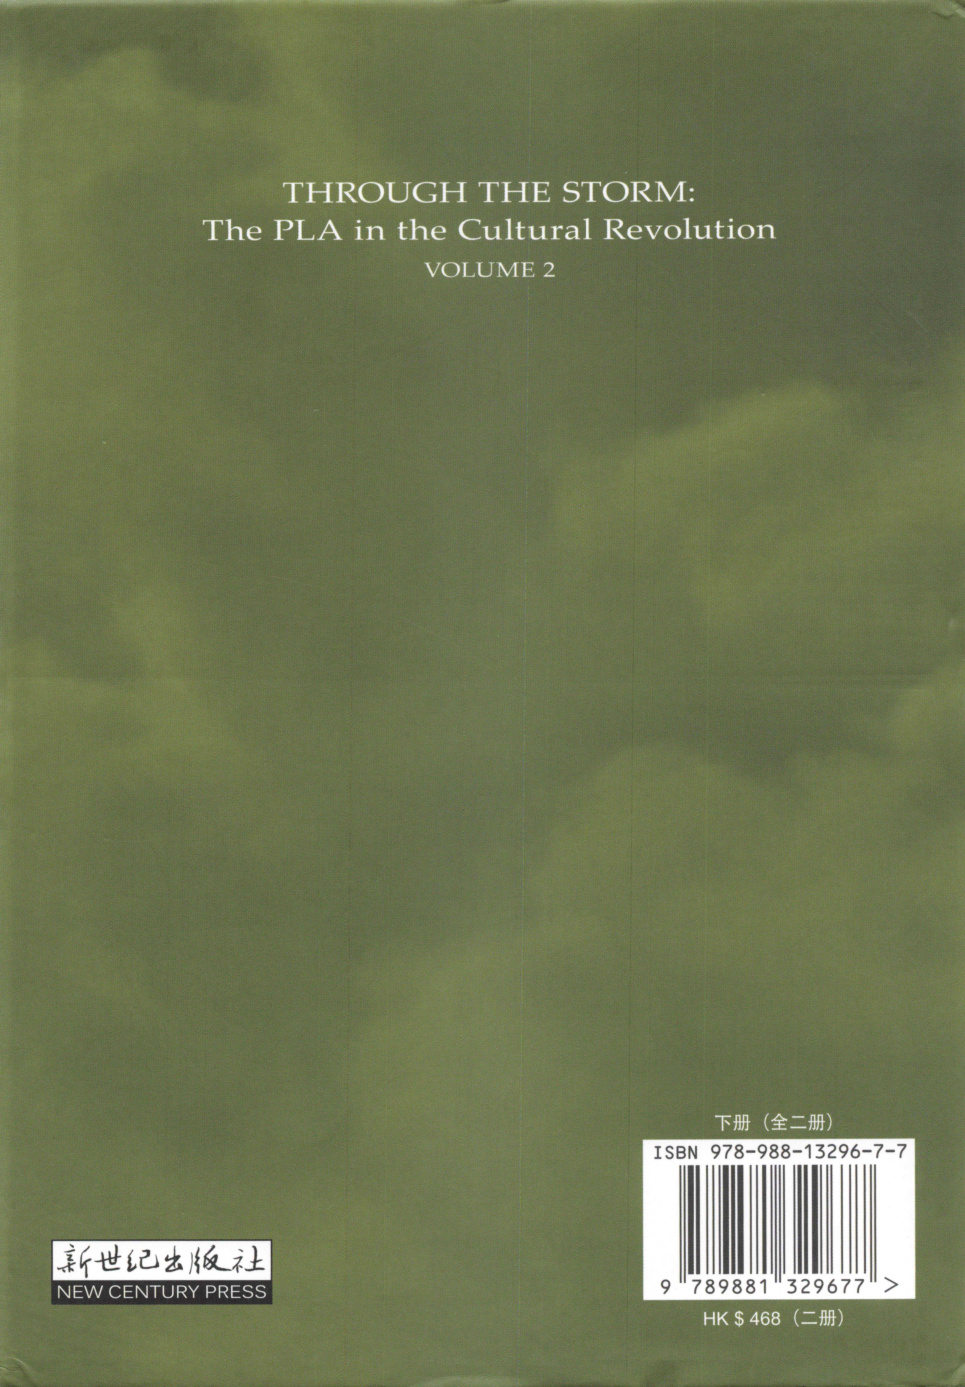 THROUGH THE STORM:
The PLA in the Cultural Revolution
VOLUME 2
下册（全二册）
ISBN 978-988-13296-7-7
9 789881 329677 >
HK $ 468（二册）
新世纪出版社
NEW CENTURY PRESS